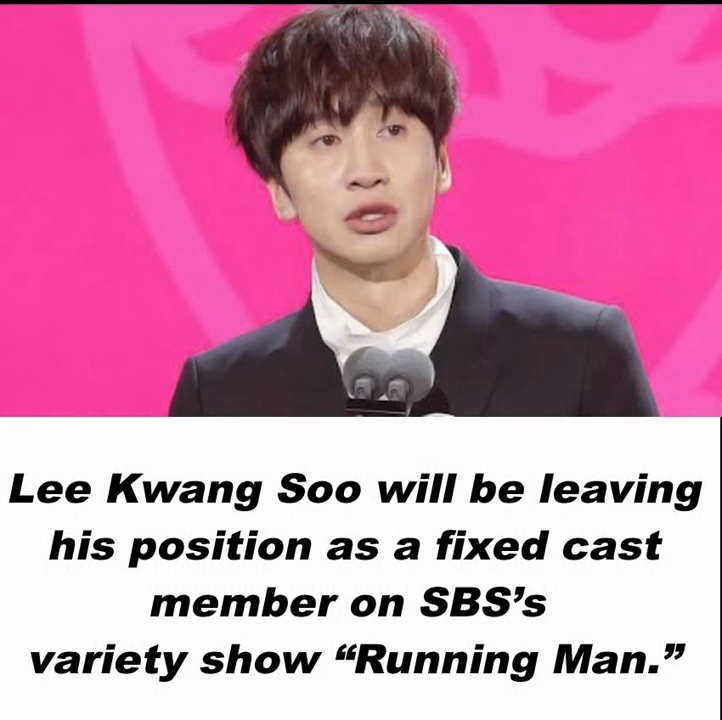 Lee Kwang Soo will be leaving
his position as a fixed cast
member on SBS’s
variety show “Running Man.”